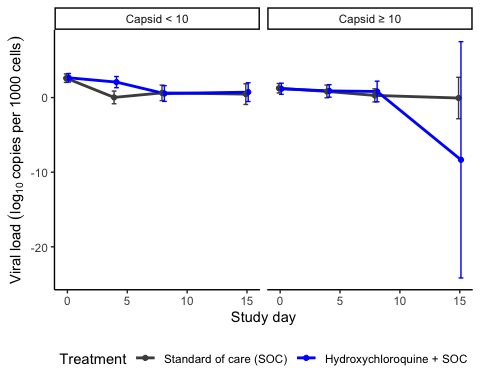 Capsid < 10
Capsid ≥ 10
Viral load (log10 copies per 1000 cells)
0
-10
-20
0 5 10 15
0 5 10 15
Study day
Treatment Standard of care (SOC) Hydroxychloroquine + SOC